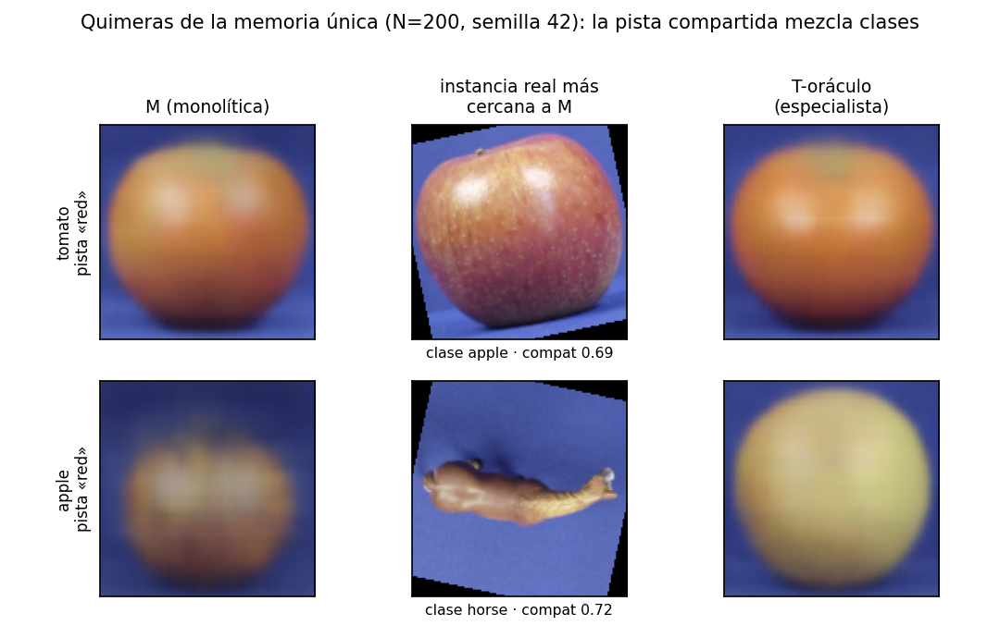 Quimeras de la memoria única (N=200, semilla 42): la pista compartida mezcla clases
M (monolítica)
instancia real más
cercana a M
T-oráculo
(especialista)
tomato
pista «red»
clase apple · compat 0.69
apple
pista «red»
clase horse · compat 0.72